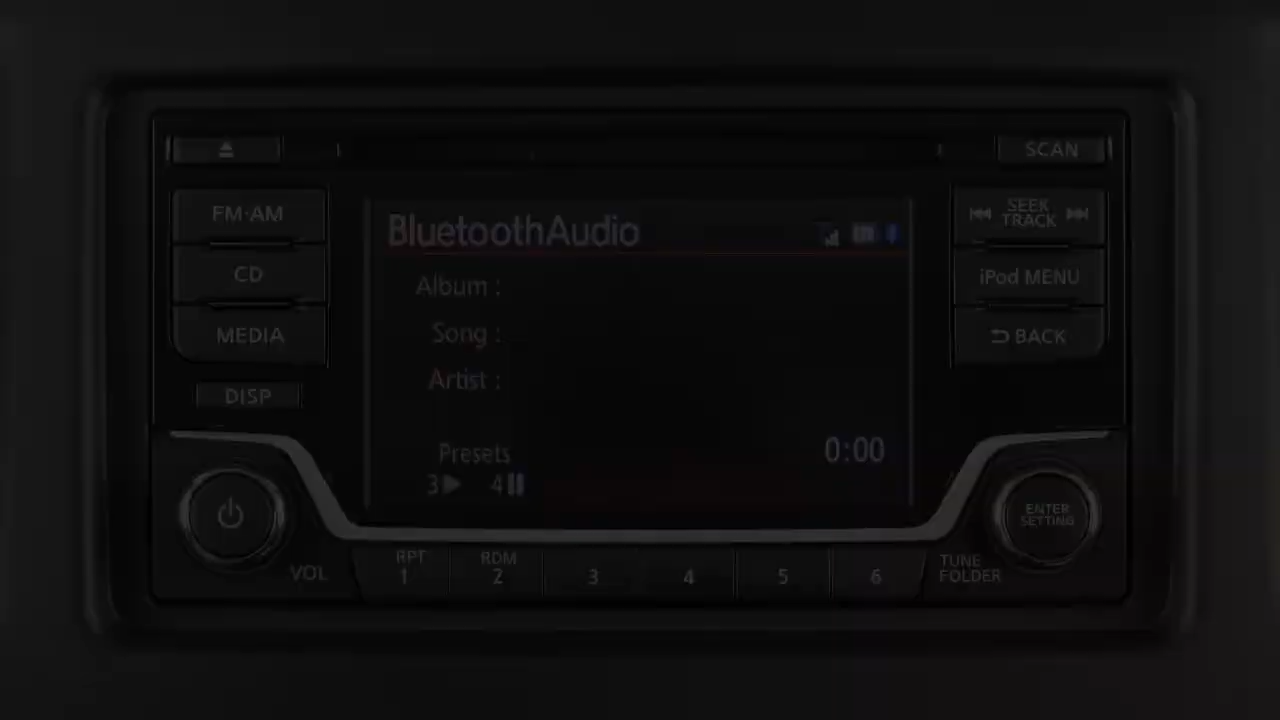 SCAN
FM·AM
CD
MEDIA
DISP
BluetoothAudio
Album :
Song :
Artist :
Presets
3 4
0:00
SEEK
TRACK
iPod MENU
BACK
VOL
RPT
1
RDM
2
3
4
5
6
TUNE
FOLDER
ENTER
SETTING